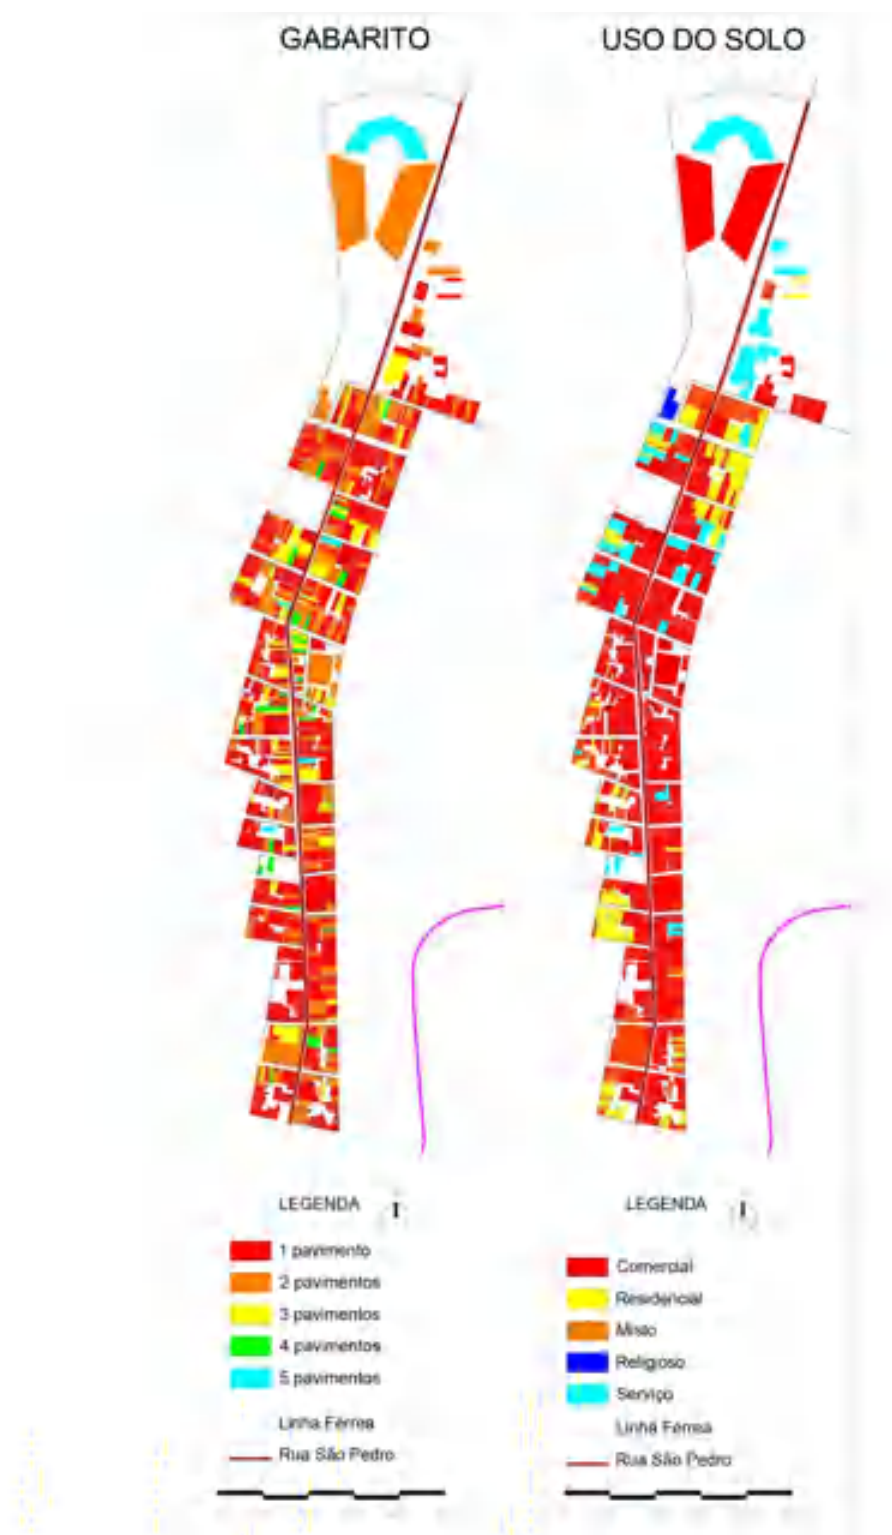 GABARITO
USO DO SOLO
LEGENDA
1 pavimento
2 pavimentos
3 pavimentos
4 pavimentos
5 pavimentos
Linha Férrea
Rua São Pedro
LEGENDA
Comercial
Residencial
Misto
Religioso
Serviço
Linha Férrea
Rua São Pedro